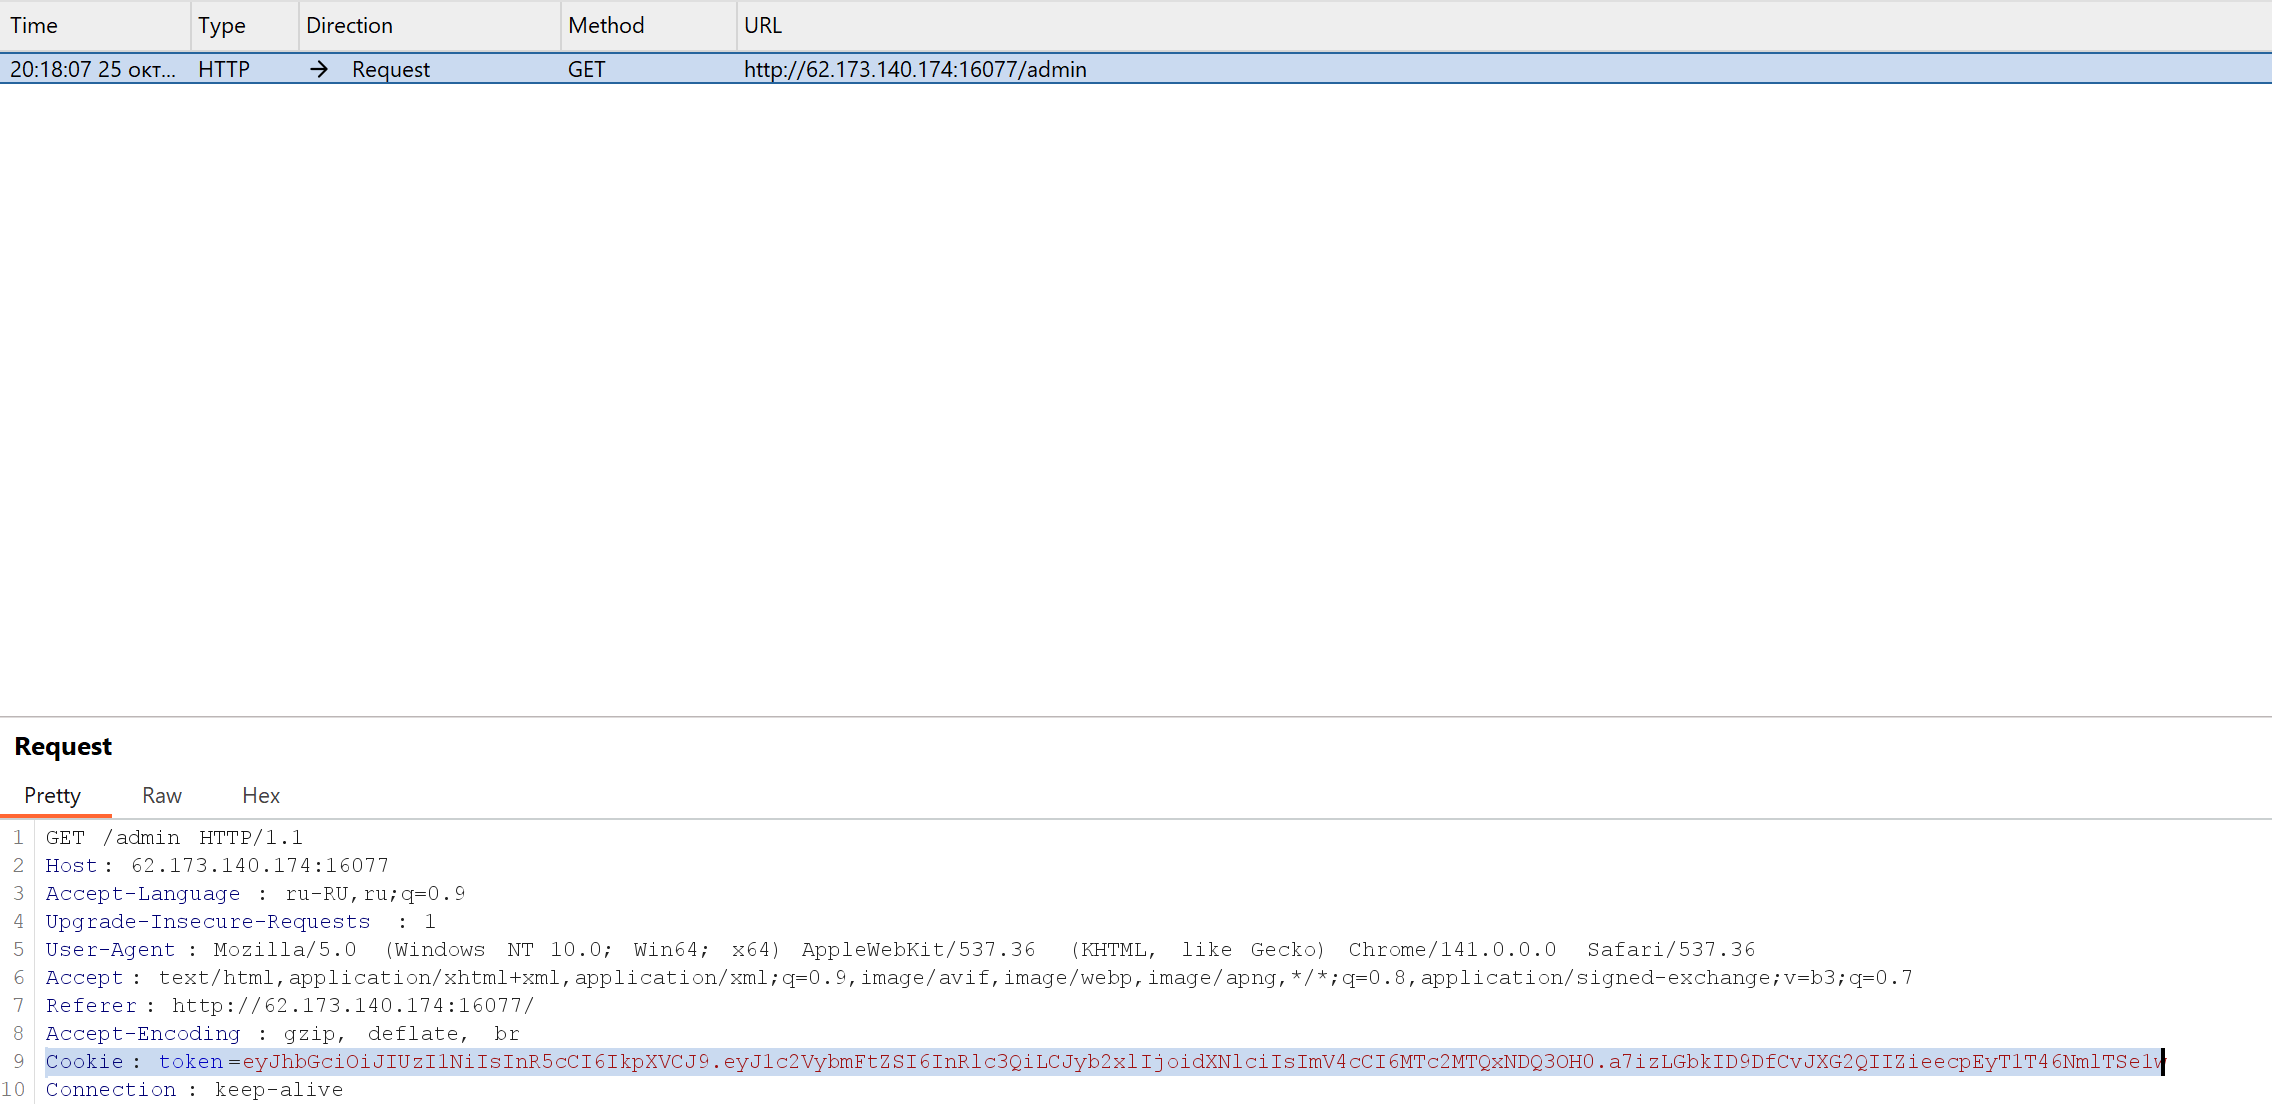 Time Type Direction Method URL
20:18:07 25 окт... HTTP → Request GET http://62.173.140.174:16077/admin
Request
Pretty Raw Hex
1 GET /admin HTTP/1.1
2 Host: 62.173.140.174:16077
3 Accept-Language : ru-RU,ru;q=0.9
4 Upgrade-Insecure-Requests : 1
5 User-Agent : Mozilla/5.0 (Windows NT 10.0; Win64; x64) AppleWebKit/537.36 (KHTML, like Gecko) Chrome/141.0.0.0 Safari/537.36
6 Accept: text/html,application/xhtml+xml,application/xml;q=0.9,image/avif,image/webp,image/apng,*/*;q=0.8,application/signed-exchange;v=b3;q=0.7
7 Referer: http://62.173.140.174:16077/
8 Accept-Encoding : gzip, deflate, br
9 Cookie: token=eyJhbGciOiJIUzI1NiIsInR5cCI6IkpXVCJ9.eyJ1c2VybmFtZSI6InRlc3QiLCJyb2xlIjoidXNlciIsImV4cCI6MTc2MTQxNDQ3OH0.a7izLGbkID9DfCvJXG2QIIZieecpEyT1T46NmlTSe1w
10 Connection : keep-alive